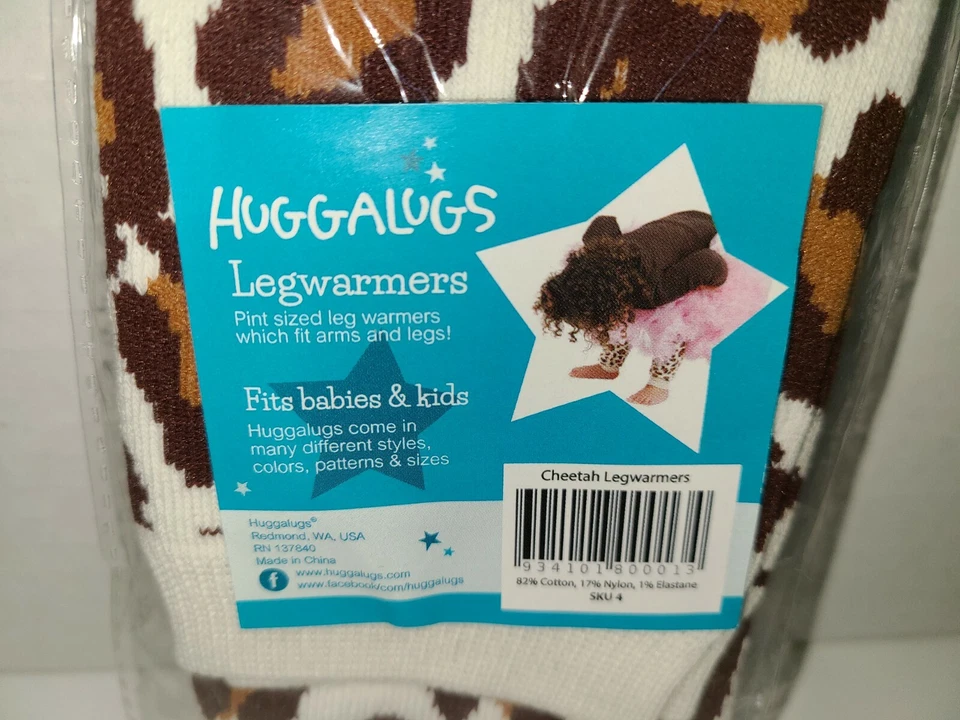 HUGGALUGS
Legwarmers
Pint sized leg warmers
which fit arms and legs!
Fits babies & kids
Huggalugs come in
many different styles,
colors, patterns & sizes
Huggalugs®
Redmond, WA, USA
RN 137840
Made in China
f www.huggalugs.com
www.facebook/com/huggalugs
Cheetah Legwarmers
9 34101 80001 3
82% Cotton, 17% Nylon, 1% Elastane
SKU 4